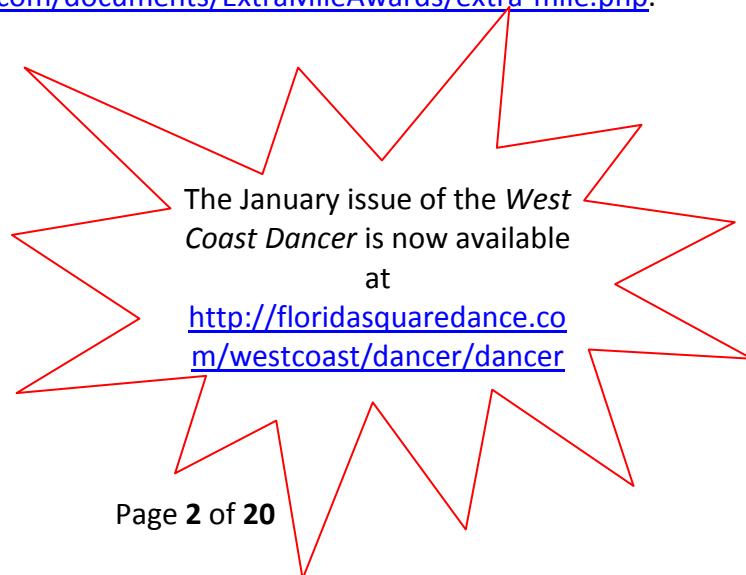 com/documents/ExtraMileAwards/extra-mile.php.
The January issue of the West
Coast Dancer is now available
at
http://floridasquaredance.co
m/westcoast/dancer/dancer
Page 2 of 20